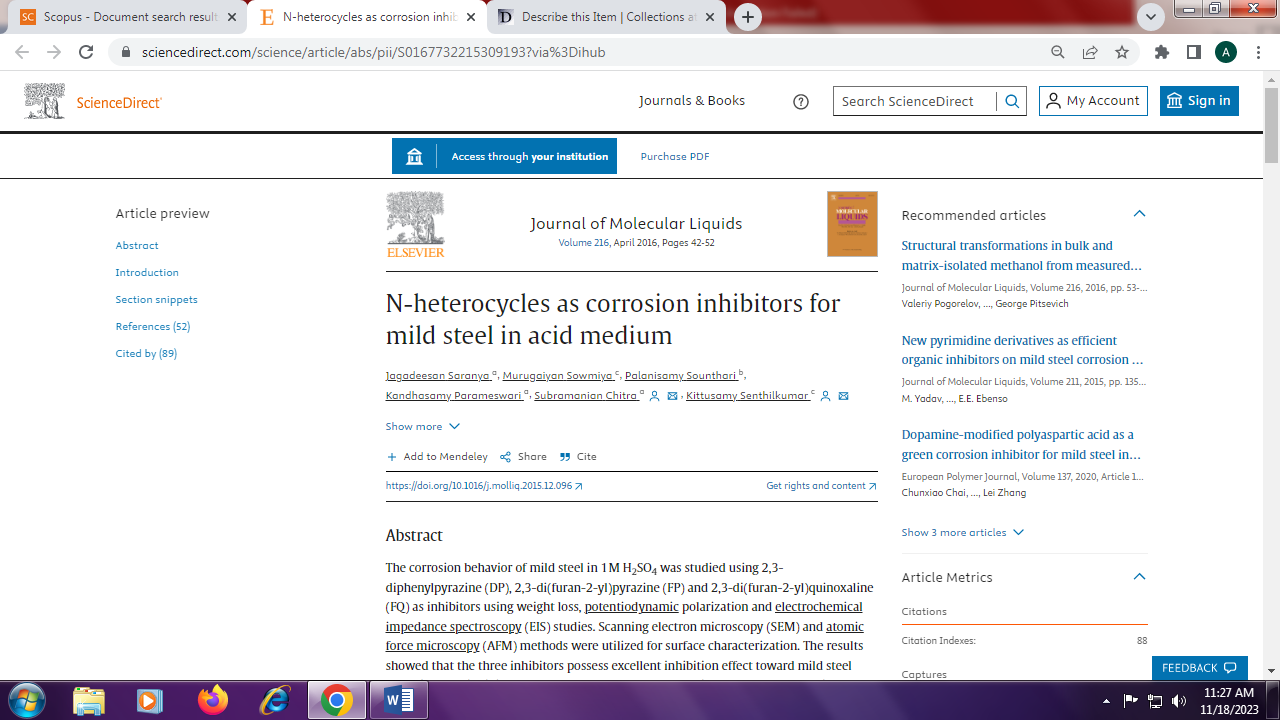 Scopus - Document search result
N-heterocycles as corrosion inhib
Describe this Item | Collections a
sciencedirect.com/science/article/abs/pii/S0167732215309193?via%3Dihub
A
ScienceDirect
Journals & Books
Search ScienceDirect
My Account
Sign in
Access through your institution
Purchase PDF
Article preview
Abstract
Introduction
Section snippets
References (52)
Cited by (89)
ELSEVIER
Journal of Molecular Liquids
Volume 216, April 2016, Pages 42-52
N-heterocycles as corrosion inhibitors for
mild steel in acid medium
Jagadeesan Saranya a, Murugaiyan Sowmiya c, Palanisamy Sounthari b,
Kandhasamy Parameswari a, Subramanian Chitra a, Kittusamy Senthilkumar c
Show more
Add to Mendeley Share Cite
https://doi.org/10.1016/j.molliq.2015.12.096
Get rights and content
Abstract
The corrosion behavior of mild steel in 1 M H2SO4 was studied using 2,3-
diphenylpyrazine (DP), 2,3-di(furan-2-yl)pyrazine (FP) and 2,3-di(furan-2-yl)quinoxaline
(FQ) as inhibitors using weight loss, potentiodynamic polarization and electrochemical
impedance spectroscopy (EIS) studies. Scanning electron microscopy (SEM) and atomic
force microscopy (AFM) methods were utilized for surface characterization. The results
showed that the three inhibitors possess excellent inhibition effect toward mild steel
Recommended articles
Structural transformations in bulk and
matrix-isolated methanol from measured…
Journal of Molecular Liquids, Volume 216, 2016, pp. 53-…
Valeriy Pogorelov, …, George Pitsevich
New pyrimidine derivatives as efficient
organic inhibitors on mild steel corrosion …
Journal of Molecular Liquids, Volume 211, 2015, pp. 135…
M. Yadav, …, E.E. Ebenso
Dopamine-modified polyaspartic acid as a
green corrosion inhibitor for mild steel in…
European Polymer Journal, Volume 137, 2020, Article 1…
Chunxiao Chai, …, Lei Zhang
Show 3 more articles
Article Metrics
Citations
Citation Indexes: 88
Captures
FEEDBACK
11:27 AM
11/18/2023